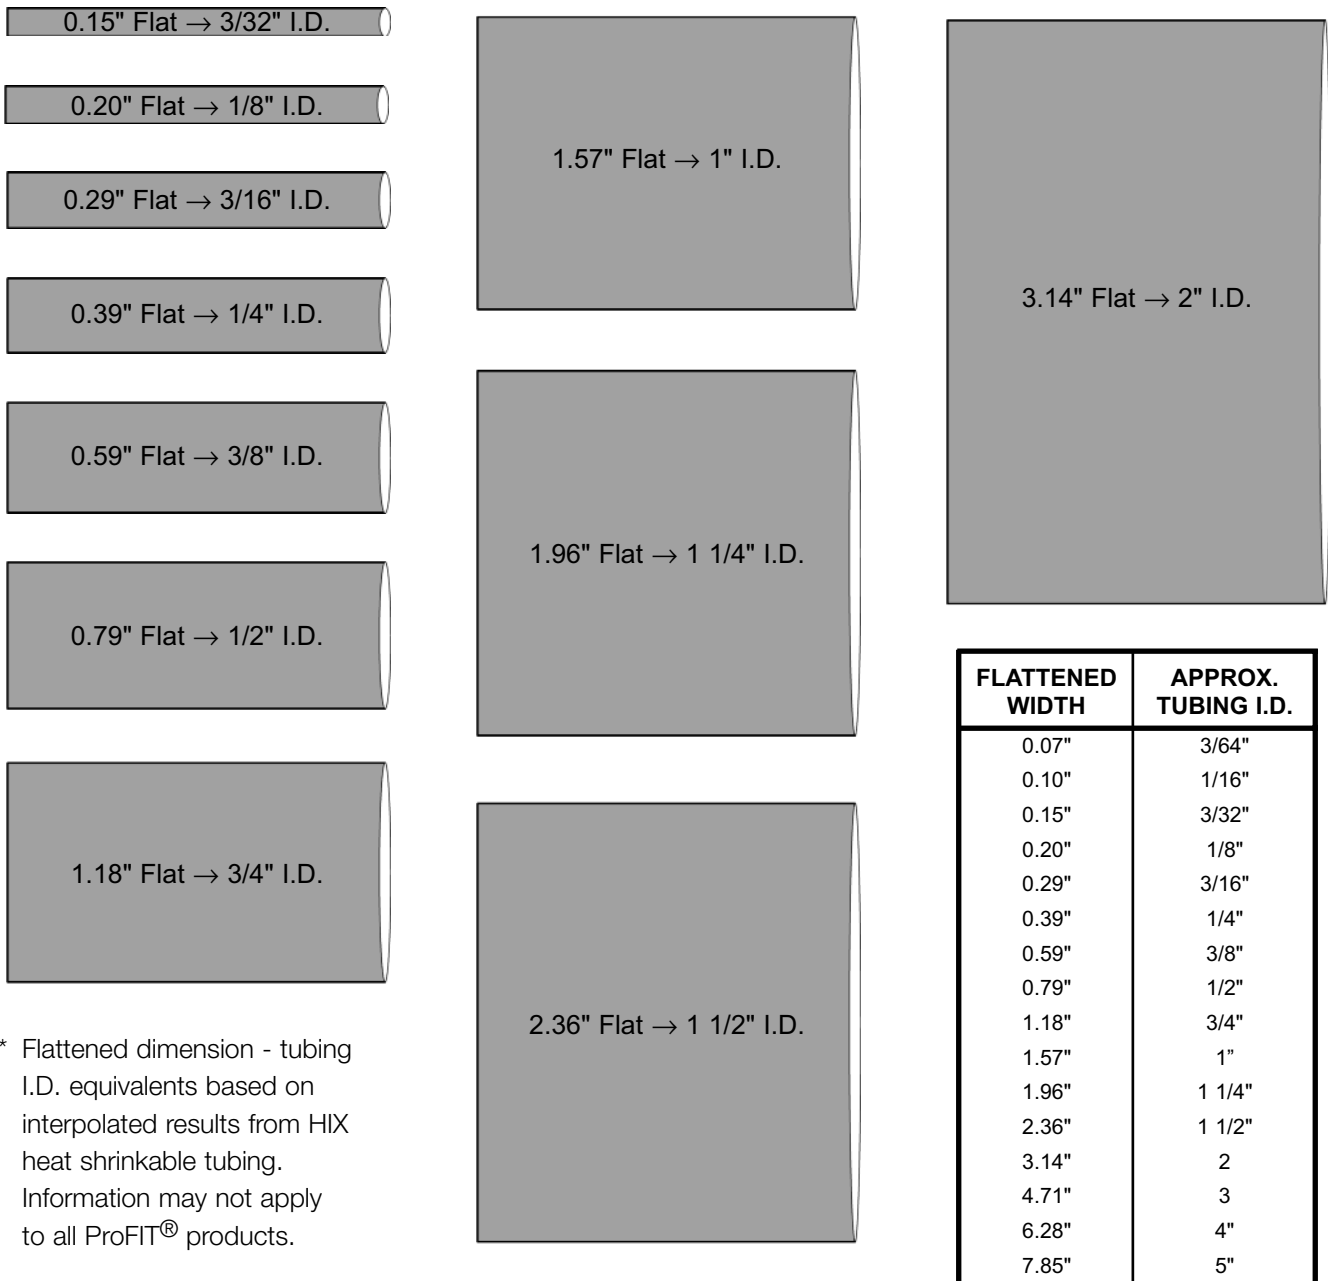 0.15" Flat → 3/32" I.D.
0.20" Flat → 1/8" I.D.
0.29" Flat → 3/16" I.D.
0.39" Flat → 1/4" I.D.
0.59" Flat → 3/8" I.D.
0.79" Flat → 1/2" I.D.
1.18" Flat → 3/4" I.D.
* Flattened dimension - tubing
I.D. equivalents based on
interpolated results from HIX
heat shrinkable tubing.
Information may not apply
to all ProFIT® products.
1.57" Flat → 1" I.D.
1.96" Flat → 1 1/4" I.D.
2.36" Flat → 1 1/2" I.D.
3.14" Flat → 2" I.D.
FLATTENED APPROX.
WIDTH TUBING I.D.
0.07" 3/64"
0.10" 1/16"
0.15" 3/32"
0.20" 1/8"
0.29" 3/16"
0.39" 1/4"
0.59" 3/8"
0.79" 1/2"
1.18" 3/4"
1.57" 1”
1.96" 1 1/4"
2.36" 1 1/2"
3.14" 2
4.71" 3
6.28" 4"
7.85" 5"